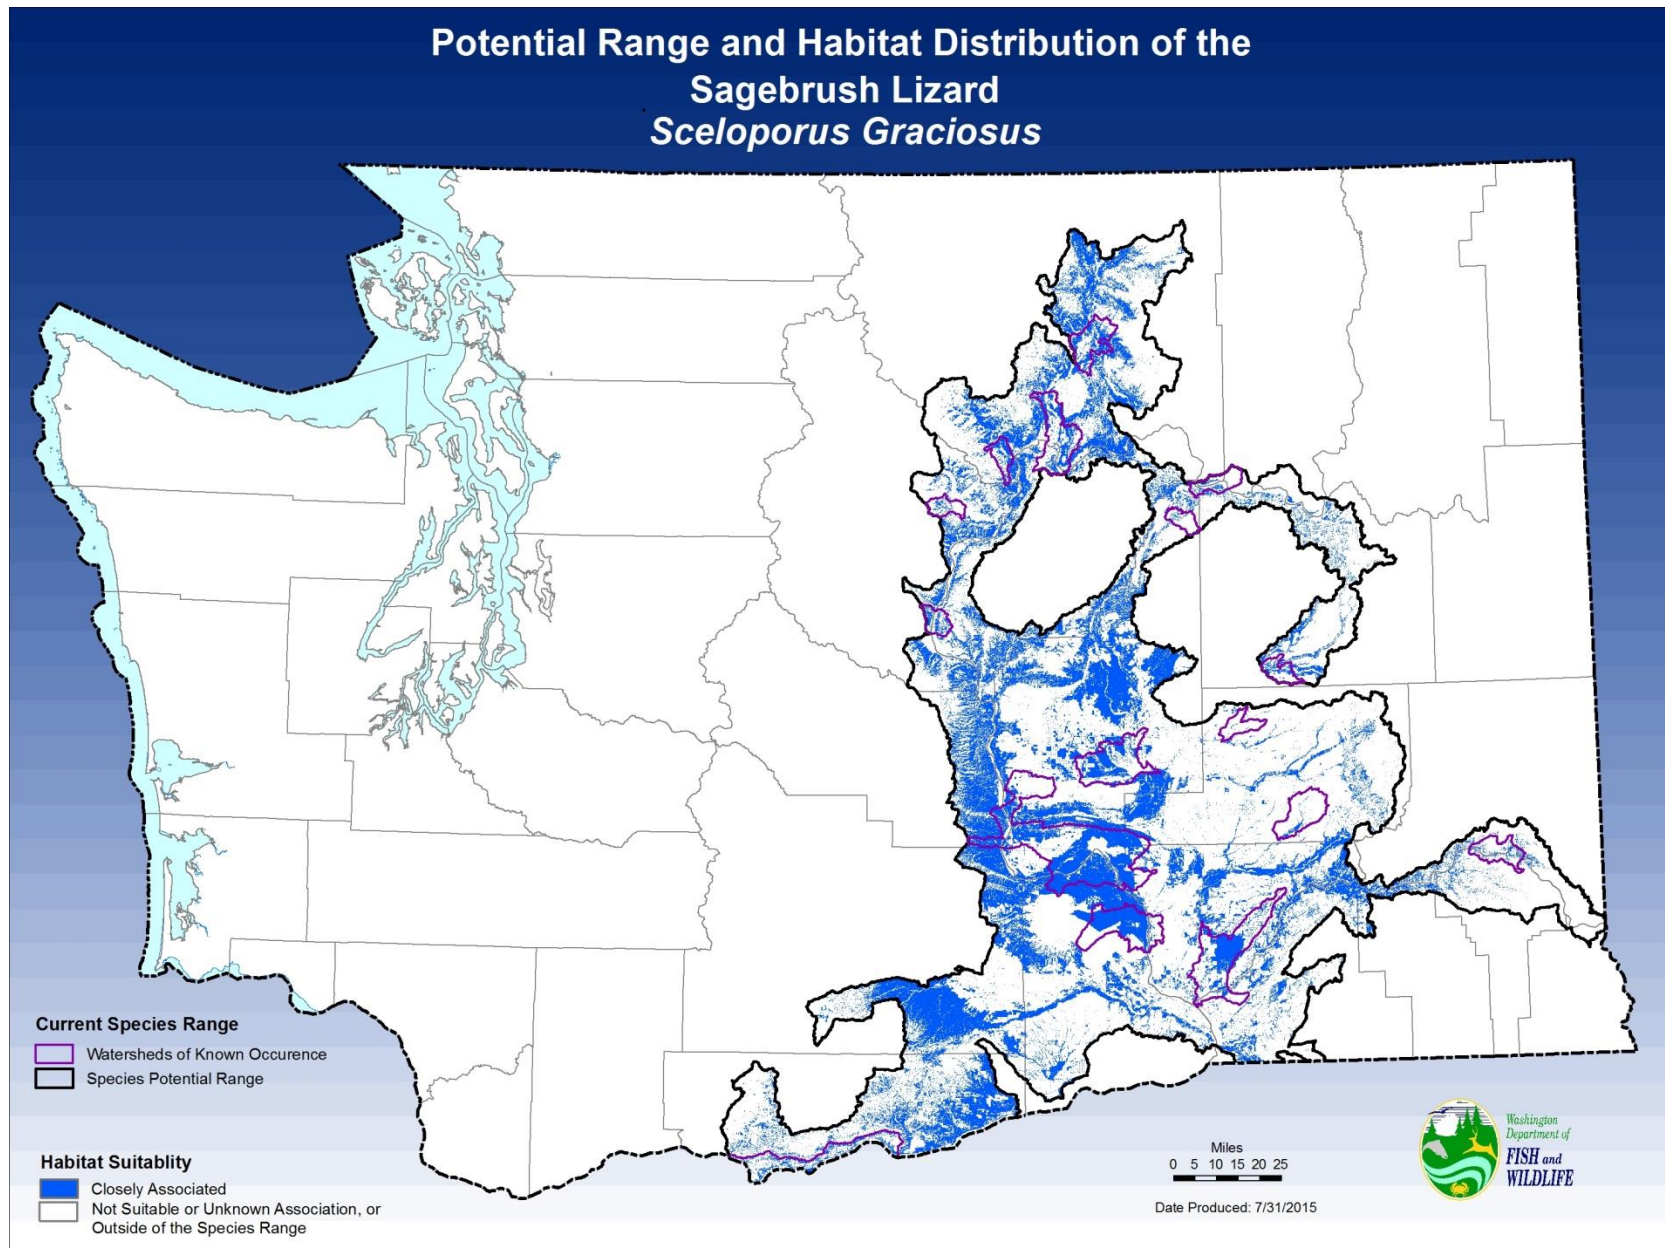 Potential Range and Habitat Distribution of the
Sagebrush Lizard
Sceloporus Graciosus
Current Species Range
Watersheds of Known Occurence
Species Potential Range
Habitat Suitablity
Closely Associated
Not Suitable or Unknown Association, or
Outside of the Species Range
Miles
0 5 10 15 20 25
Date Produced: 7/31/2015
Washington
Department of
FISH and
WILDLIFE